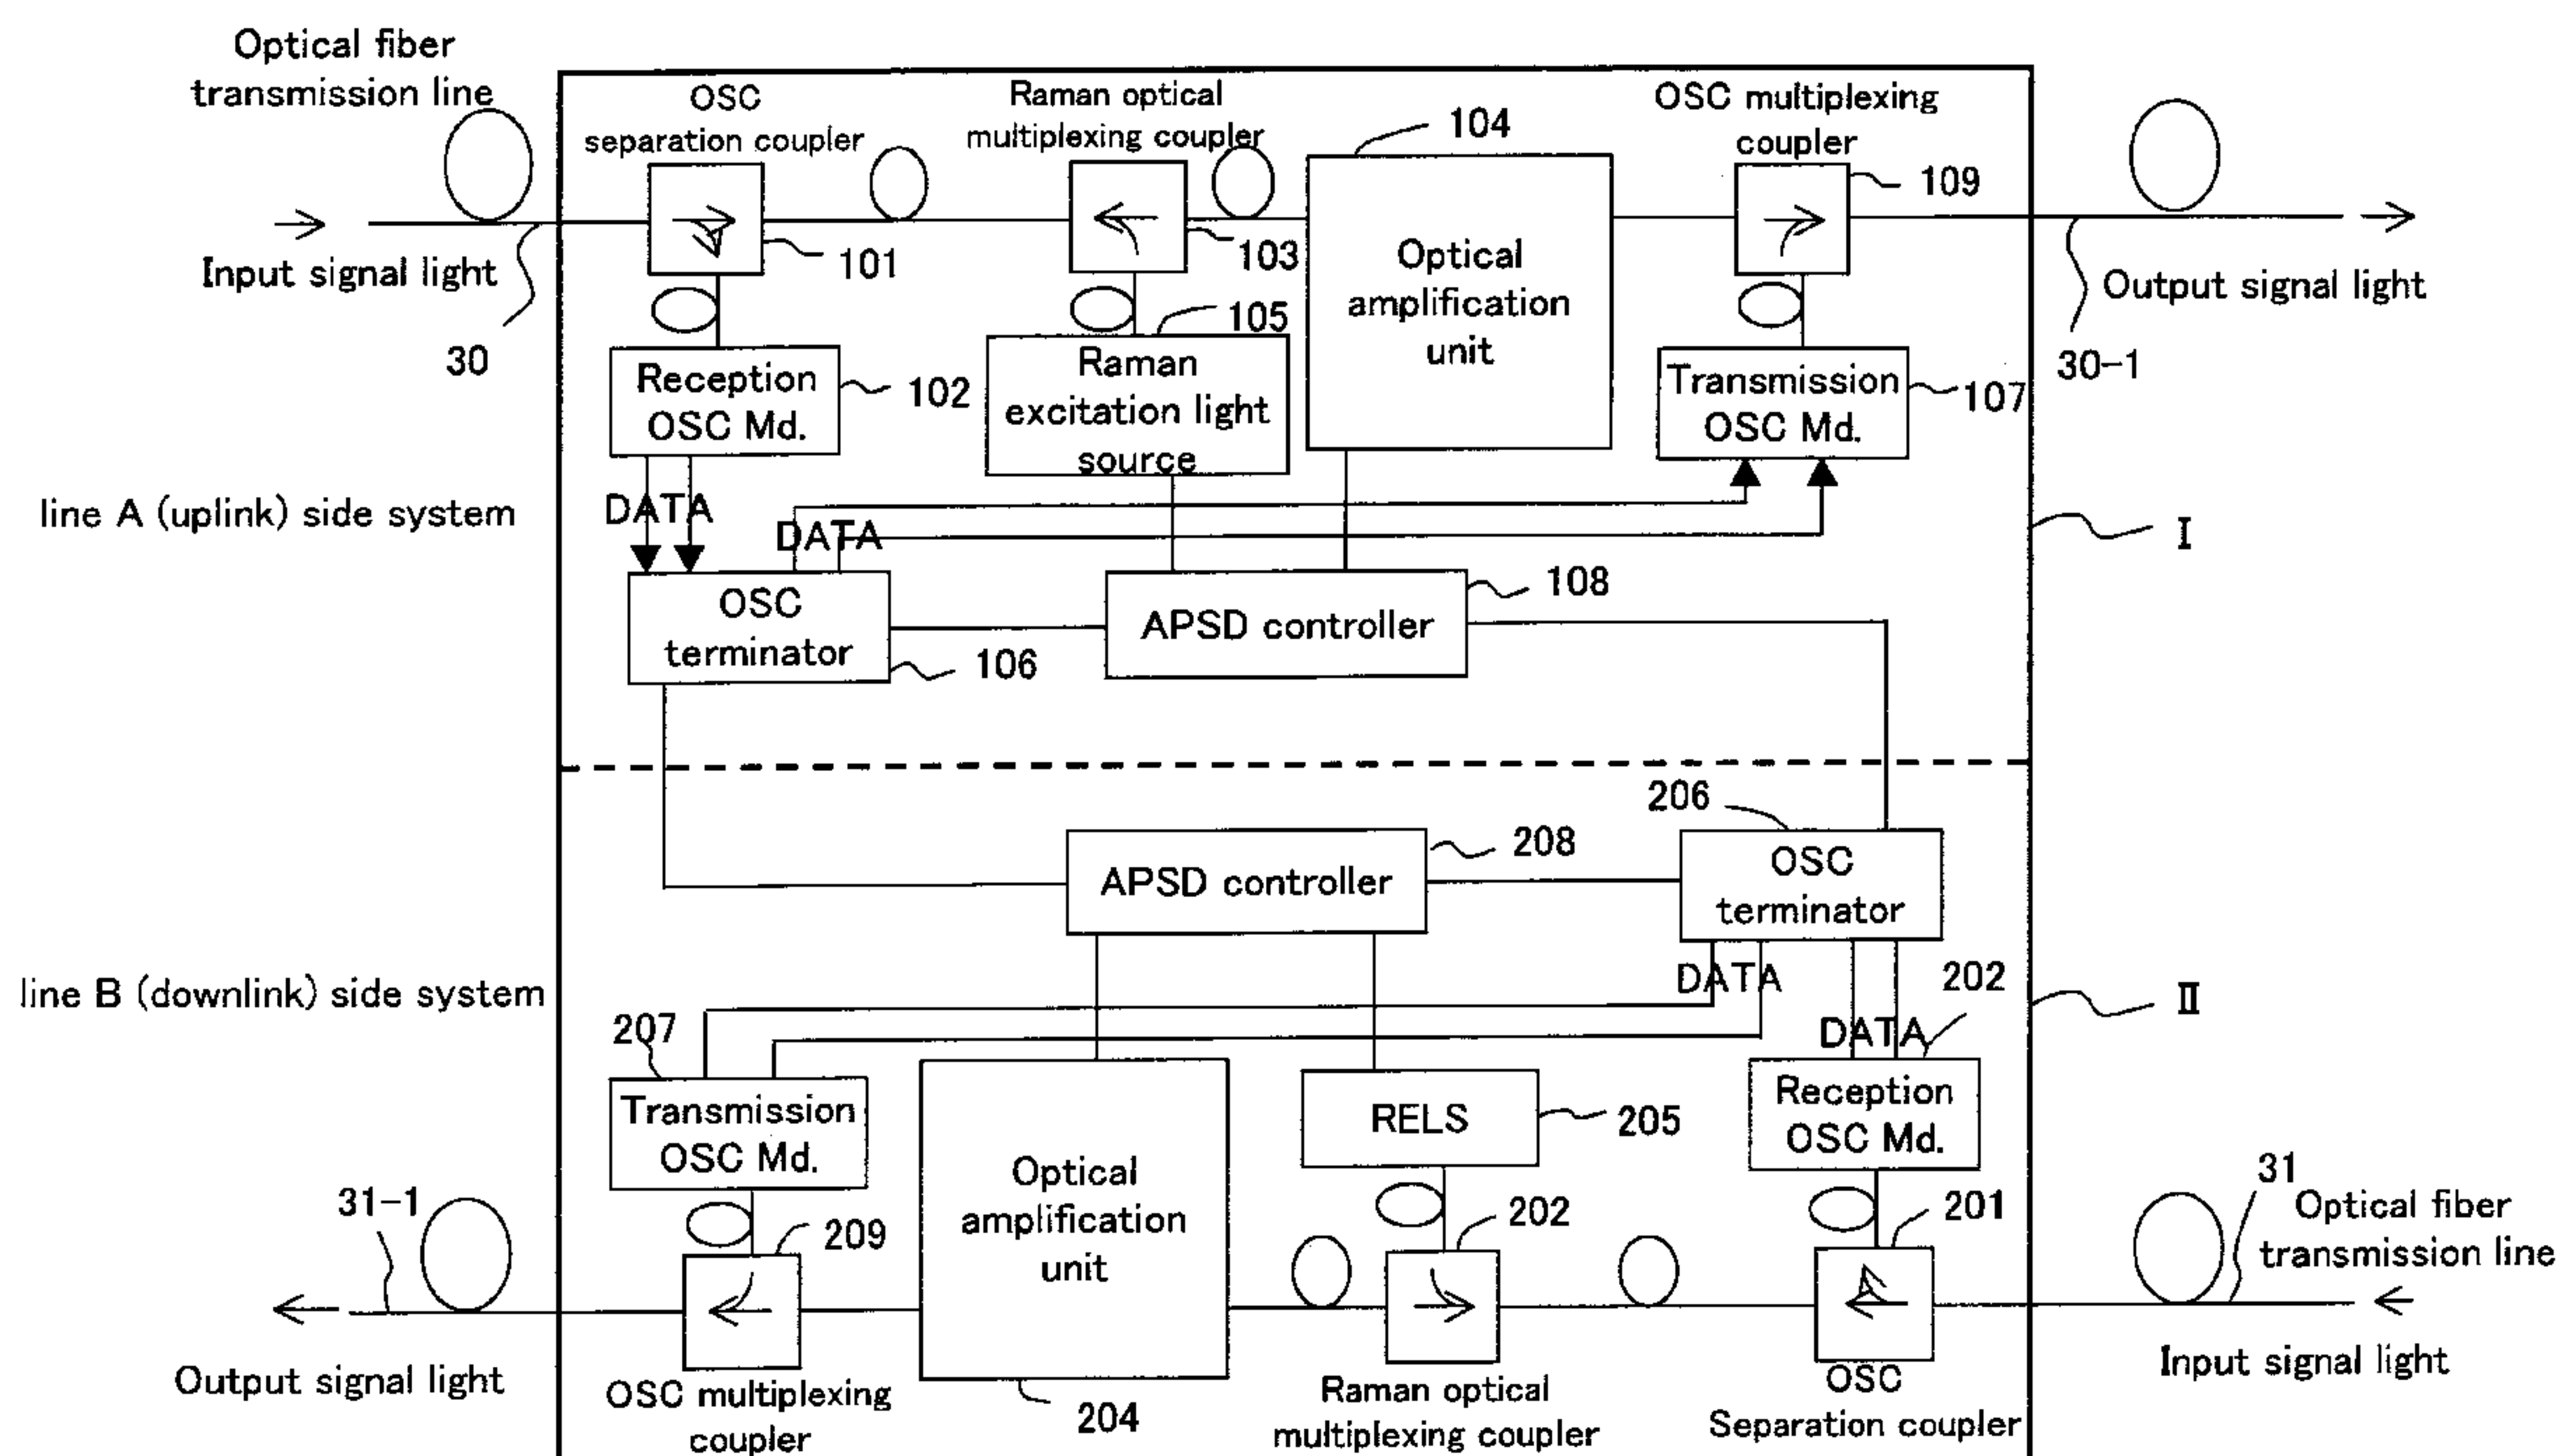 Optical fiber
transmission line
OSC
separation coupler
Raman optical
multiplexing coupler
104
OSC multiplexing
coupler
109
101
103
Optical
amplification
unit
Input signal light
Output signal light
30
30-1
105
Reception
OSC Md.
102
Raman
excitation light
source
Transmission
OSC Md.
107
line A (uplink) side system
DATA
DATA
I
OSC
terminator
106
APSD controller
108
206
APSD controller
208
OSC
terminator
line B (downlink) side system
DATA
202
II
207
DATA
Transmission
OSC Md.
RELS
205
Reception
OSC Md.
31-1
209
Optical
amplification
unit
202
201
31
Optical fiber
transmission line
Output signal light
OSC multiplexing
coupler
204
Raman optical
multiplexing coupler
OSC
Separation coupler
Input signal light